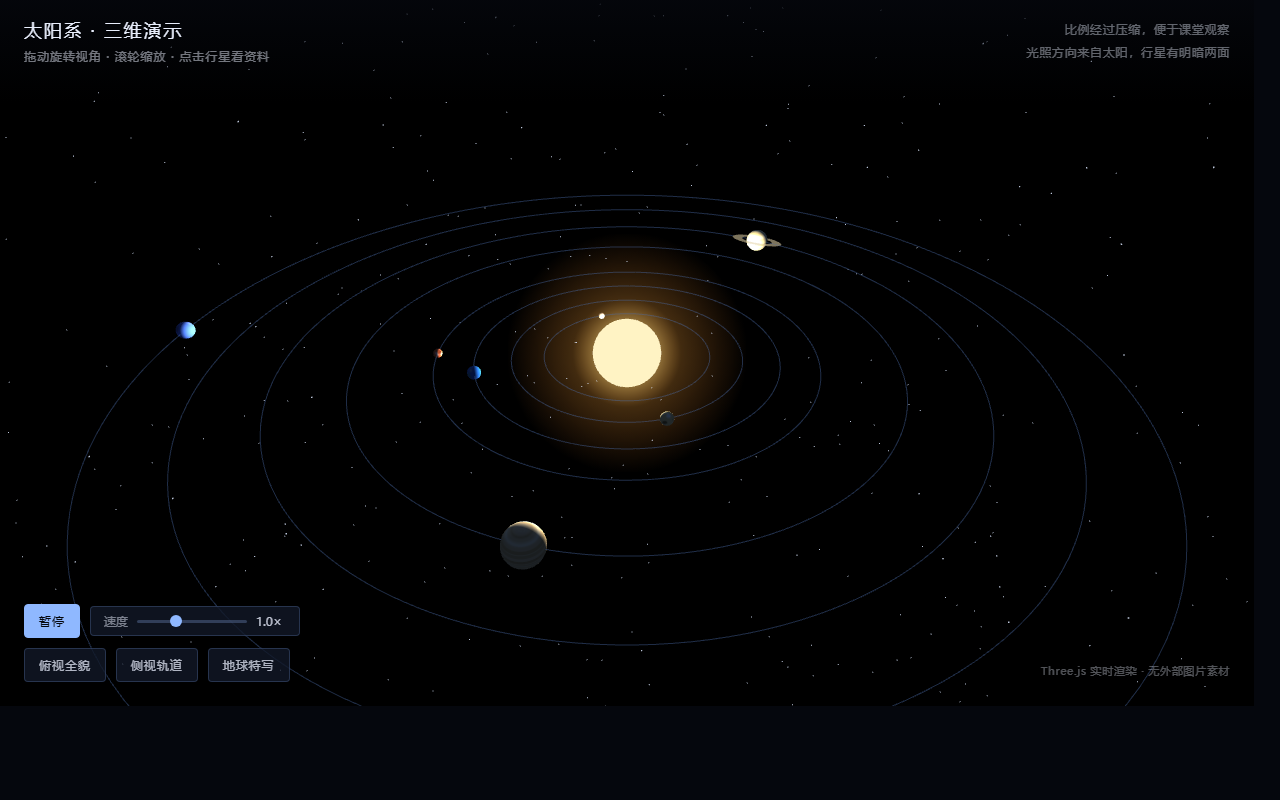 太阳系 · 三维演示
拖动旋转视角 · 滚轮缩放 · 点击行星看资料
比例经过压缩，便于课堂观察
光照方向来自太阳，行星有明暗两面
暂停
速度 1.0×
俯视全貌 侧视轨道 地球特写
Three.js 实时渲染 · 无外部图片素材